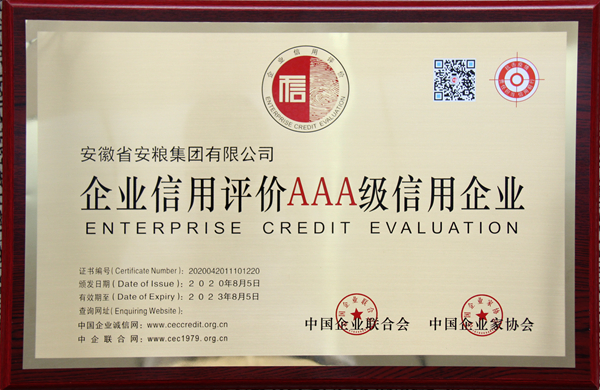 企业信用评价
信
ENTERPRISE CREDIT EVALUATION
安徽省安粮集团有限公司
企业信用评价AAA级信用企业
ENTERPRISE CREDIT EVALUATION
证书编号(Certificate Number)：2020042011101220
颁发日期(Date of Issue)：2020年8月5日
有效期至(Date of Expiry)：2023年8月5日
查询网址(Enquiring Website)：
中国企业诚信网：www.ceccredit.org.cn
中企联合网：www.cec1979.org.cn
中国企业联合会
中国企业家协会